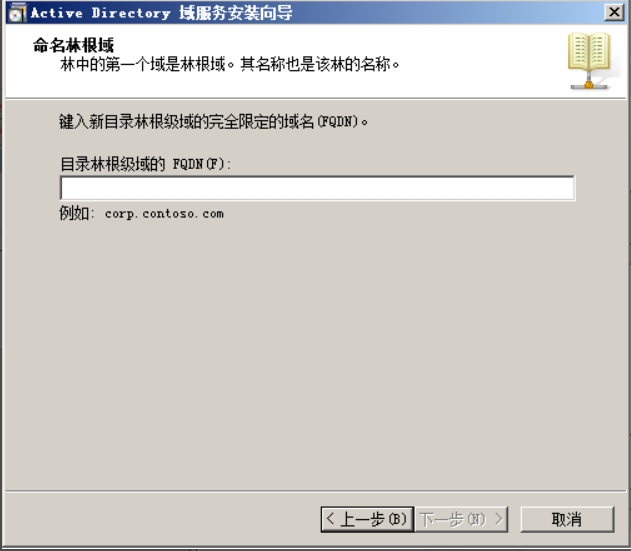 Active Directory 域服务安装向导
命名林根域
林中的第一个域是林根域。其名称也是该林的名称。
键入新目录林根级域的完全限定的域名(FQDN)。
目录林根级域的 FQDN(F):
例如: corp.contoso.com
< 上一步(B)
下一步(N) >
取消